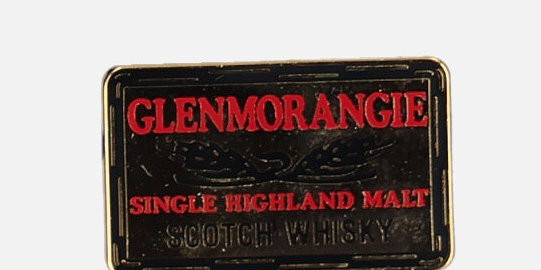 GLENMORANGIE
SINGLE HIGHLAND MALT
SCOTCH WHISKY